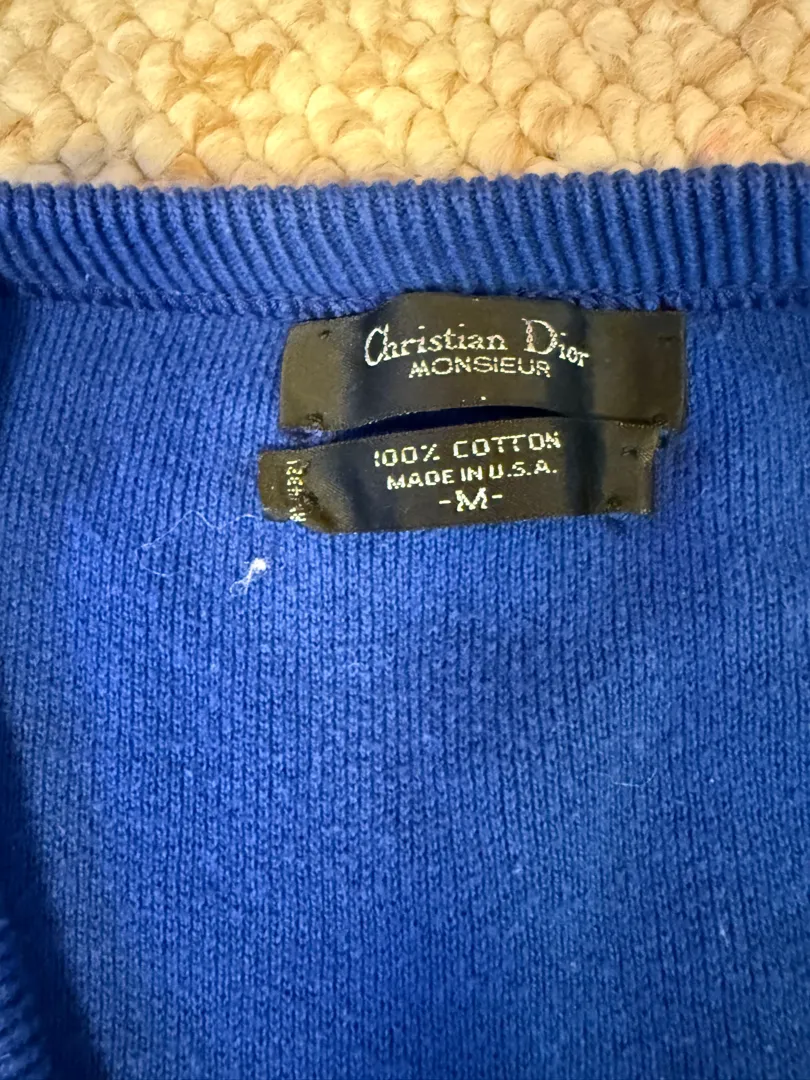 Christian Dior
MONSIEUR
100% COTTON
MADE IN U.S.A.
-M-